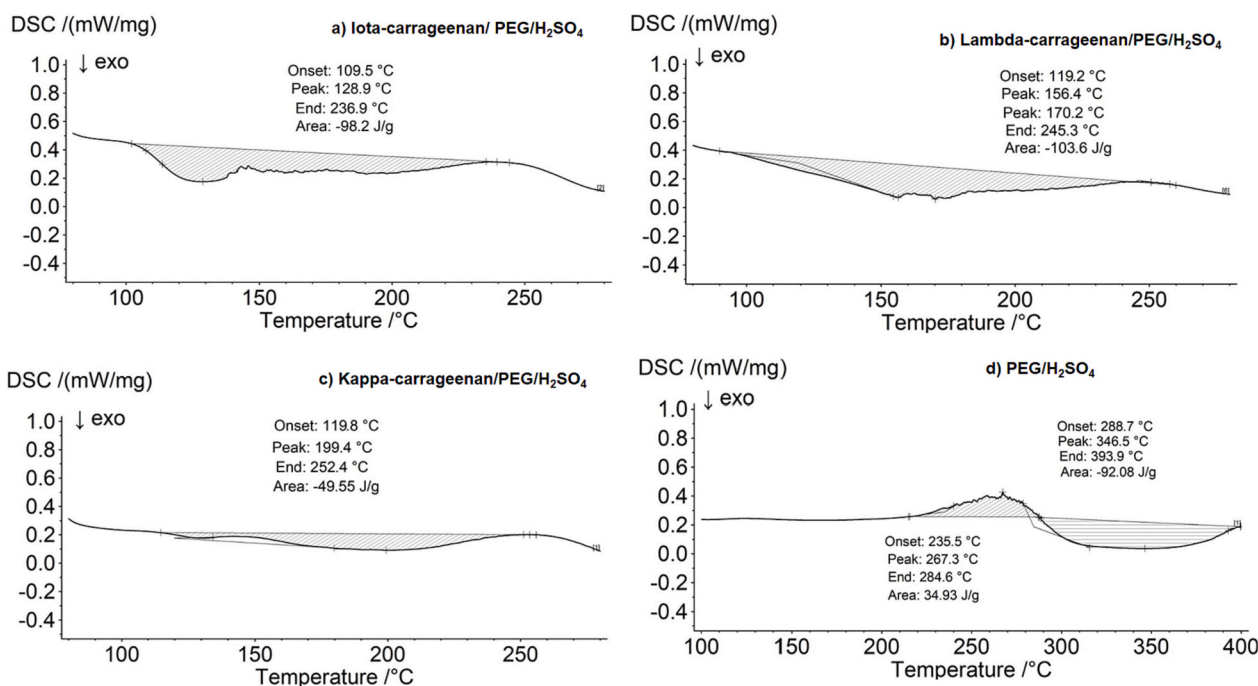 DSC /(mW/mg)
a) Iota-carrageenan/ PEG/H₂SO₄
↓ exo
Onset: 109.5 °C
Peak: 128.9 °C
End: 236.9 °C
Area: -98.2 J/g
1.0
0.8
0.6
0.4
0.2
0.0
-0.2
-0.4
[2]
100
150
200
250
Temperature /°C
DSC /(mW/mg)
b) Lambda-carrageenan/PEG/H₂SO₄
↓ exo
Onset: 119.2 °C
Peak: 156.4 °C
Peak: 170.2 °C
End: 245.3 °C
Area: -103.6 J/g
1.0
0.8
0.6
0.4
0.2
0.0
-0.2
-0.4
100
150
200
250
Temperature /°C
DSC /(mW/mg)
c) Kappa-carrageenan/PEG/H₂SO₄
↓ exo
Onset: 119.8 °C
Peak: 199.4 °C
End: 252.4 °C
Area: -49.55 J/g
1.0
0.8
0.6
0.4
0.2
0.0
-0.2
-0.4
100
150
200
250
Temperature /°C
DSC /(mW/mg)
d) PEG/H₂SO₄
↓ exo
Onset: 288.7 °C
Peak: 346.5 °C
End: 393.9 °C
Area: -92.08 J/g
Onset: 235.5 °C
Peak: 267.3 °C
End: 284.6 °C
Area: 34.93 J/g
1.0
0.8
0.6
0.4
0.2
0.0
-0.2
-0.4
100
150
200
250
300
350
400
Temperature /°C